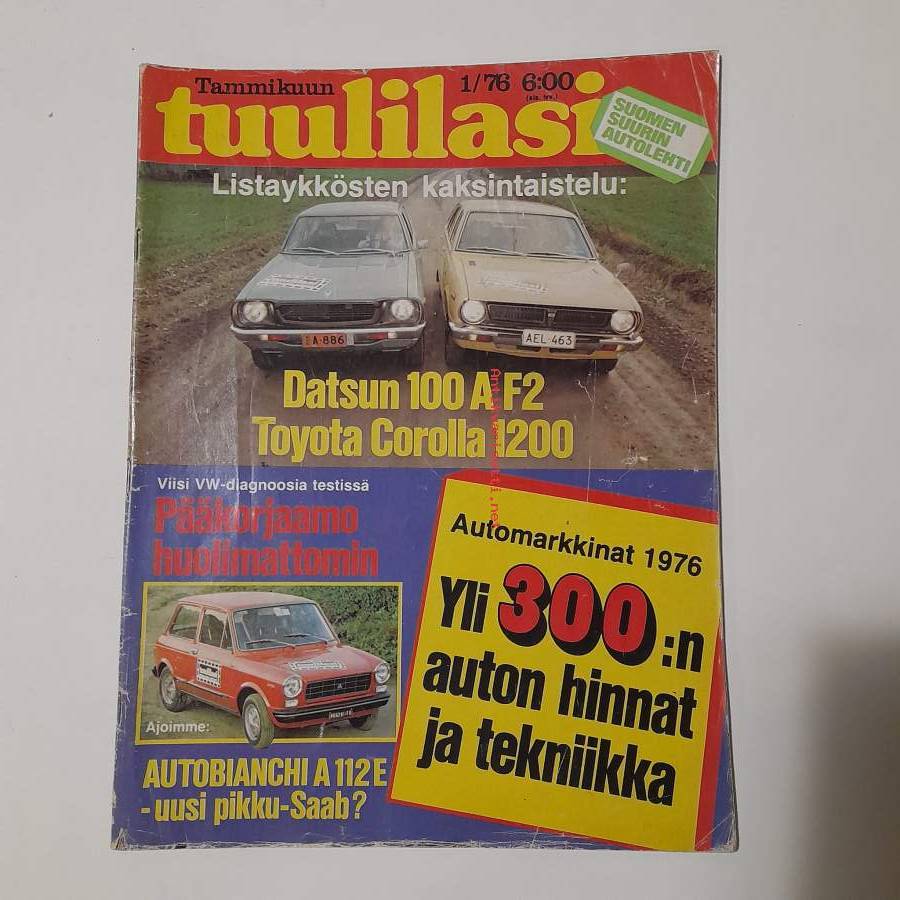 Tammikuun
1/76 6:00
tuulilasi
SUOMEN
SUURIN
AUTOLEHTI
Listaykkösten kaksintaistelu:
A-886
AEL-463
Datsun 100 A F2
Toyota Corolla 1200
Antikvariaatti.net
Viisi VW-diagnoosia testissä
Pääkorjaamo
huolimattomin
Automarkkinat 1976
Yli 300:n
auton hinnat
ja tekniikka
Ajoimme:
AUTOBIANCHI A 112 E
- uusi pikku-Saab?